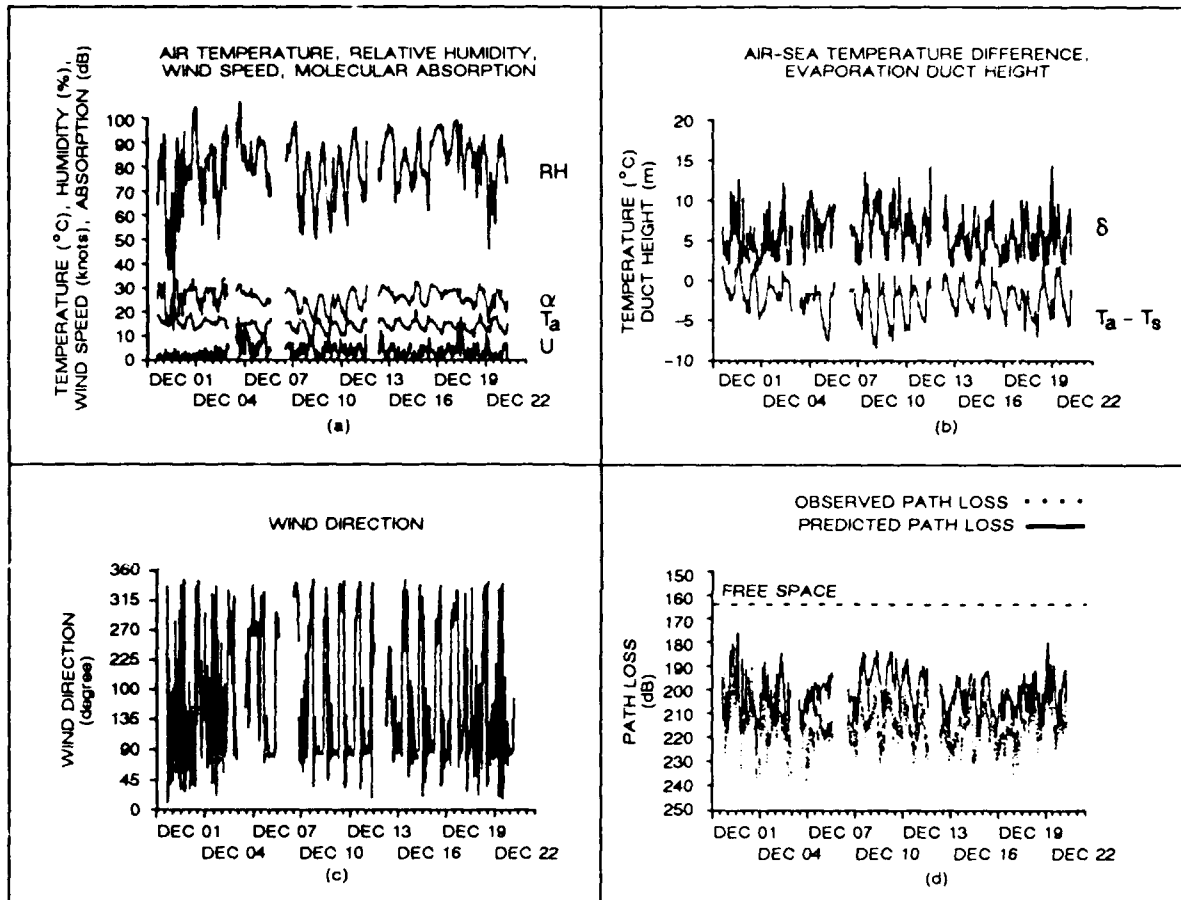 AIR TEMPERATURE, RELATIVE HUMIDITY,
WIND SPEED, MOLECULAR ABSORPTION
TEMPERATURE (°C), HUMIDITY (%),
WIND SPEED (knots), ABSORPTION (dB)
100
90
80
70
60
50
40
30
20
10
0
RH
α
Ta
U
DEC 01 DEC 07 DEC 13 DEC 19
DEC 04 DEC 10 DEC 16 DEC 22
(a)
AIR-SEA TEMPERATURE DIFFERENCE,
EVAPORATION DUCT HEIGHT
TEMPERATURE (°C)
DUCT HEIGHT (m)
20
15
10
5
0
-5
-10
δ
Ta - Ts
DEC 01 DEC 07 DEC 13 DEC 19
DEC 04 DEC 10 DEC 16 DEC 22
(b)
WIND DIRECTION
WIND DIRECTION
(degree)
360
315
270
225
100
136
90
45
0
DEC 01 DEC 07 DEC 13 DEC 19
DEC 04 DEC 10 DEC 16 DEC 22
(c)
OBSERVED PATH LOSS
PREDICTED PATH LOSS
FREE SPACE
PATH LOSS
(dB)
150
150
160
180
190
200
210
220
230
240
250
DEC 01 DEC 07 DEC 13 DEC 19
DEC 04 DEC 10 DEC 16 DEC 22
(d)